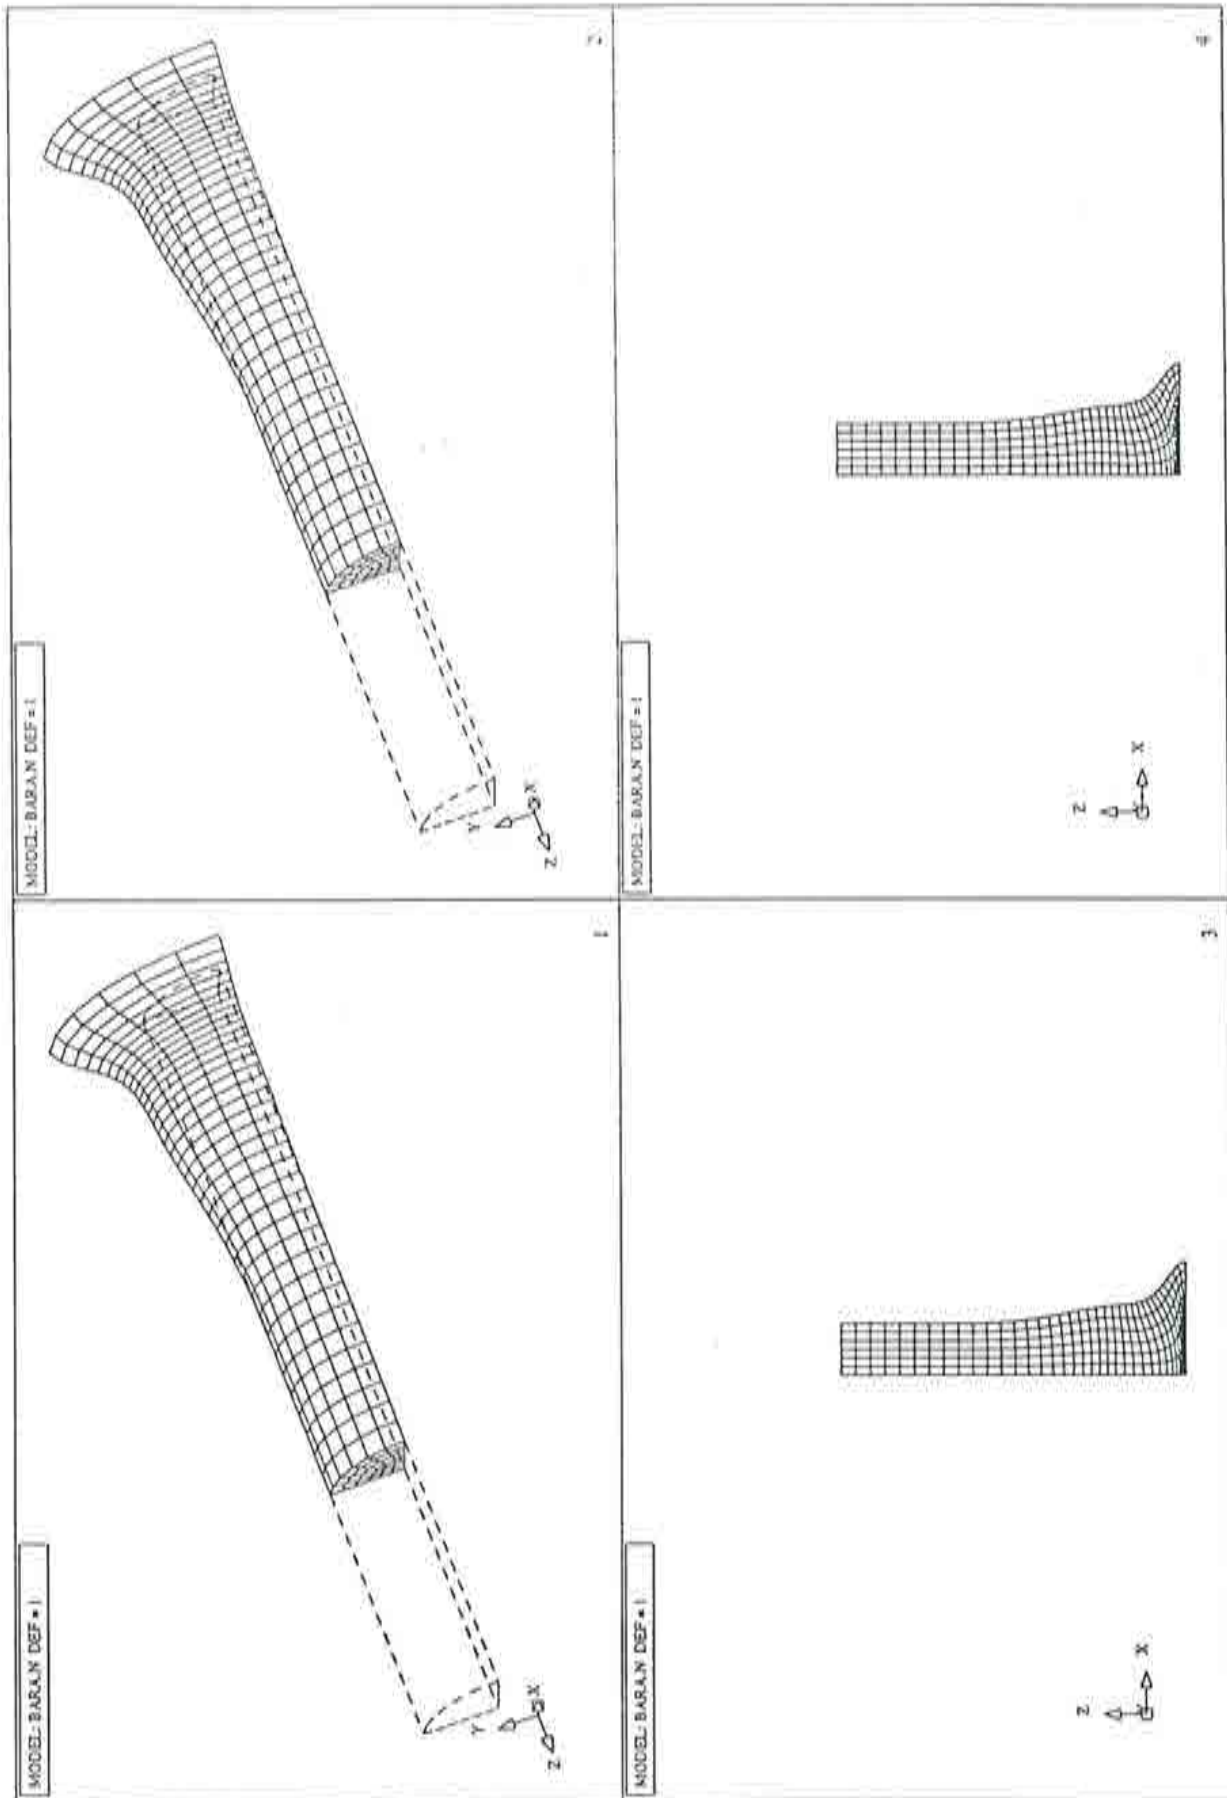 MODEL: BARAN DEF = 1
2
Y
X
Z
MODEL: BARAN DEF = 1
4
Z
X
MODEL: BARAN DEF = 1
1
Y
X
Z
MODEL: BARAN DEF = 1
3
Z
X